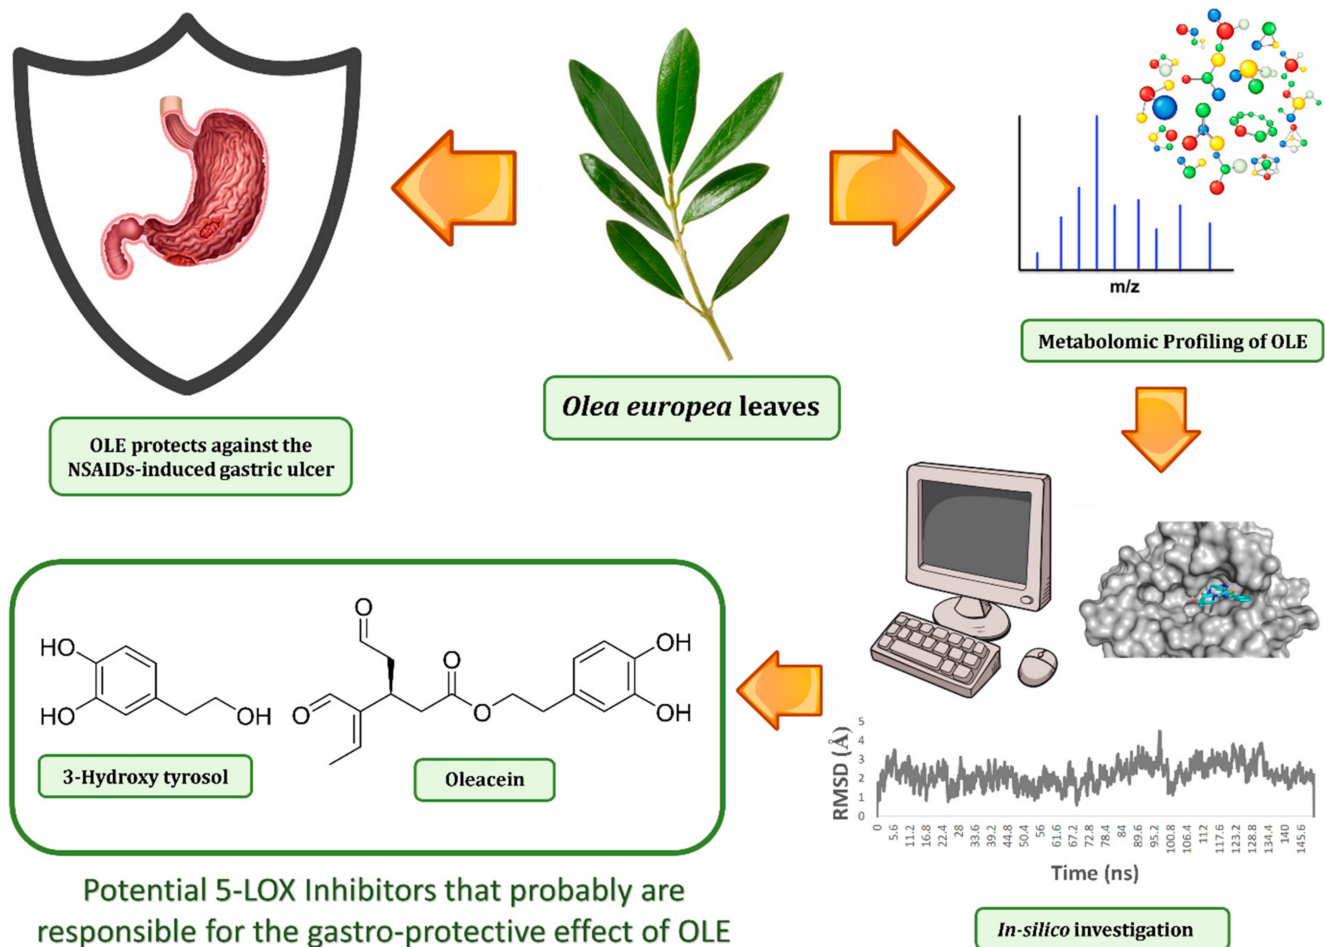 m/z
Metabolomic Profiling of OLE
Olea europea leaves
OLE protects against the
NSAIDs-induced gastric ulcer
HO
HO
OH
3-Hydroxy tyrosol
O
O
O
O
OH
OH
Oleacein
RMSD (Å)
5
4
3
2
1
0
0 5.6 11.2 16.8 22.4 28 33.6 39.2 44.8 50.4 56 61.6 67.2 72.8 78.4 84 89.6 95.2 100.8 106.4 112 117.6 123.2 128.8 134.4 140 145.6
Time (ns)
In-silico investigation
Potential 5-LOX Inhibitors that probably are
responsible for the gastro-protective effect of OLE